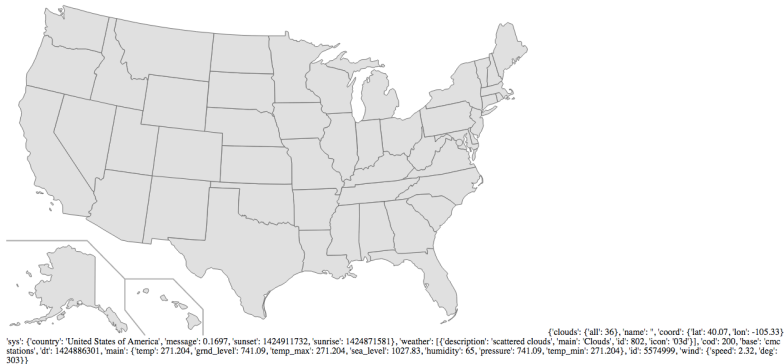 {'clouds': {'all': 36}, 'name': '', 'coord': {'lat': 40.07, 'lon': -105.33}
'sys': {'country': 'United States of America', 'message': 0.1697, 'sunset': 1424911732, 'sunrise': 1424871581}, 'weather': [{'description': 'scattered clouds', 'main': 'Clouds', 'id': 802, 'icon': '03d'}], 'cod': 200, 'base':
stations', 'dt': 1424886301, 'main': {'temp': 271.204, 'grnd_level': 741.09, 'temp_max': 271.204, 'sea_level': 1027.83, 'humidity': 65, 'pressure': 741.09, 'temp_min': 271.204}, 'id': 5574999, 'wind': {'speed': 2.32, 'deg':
303}}